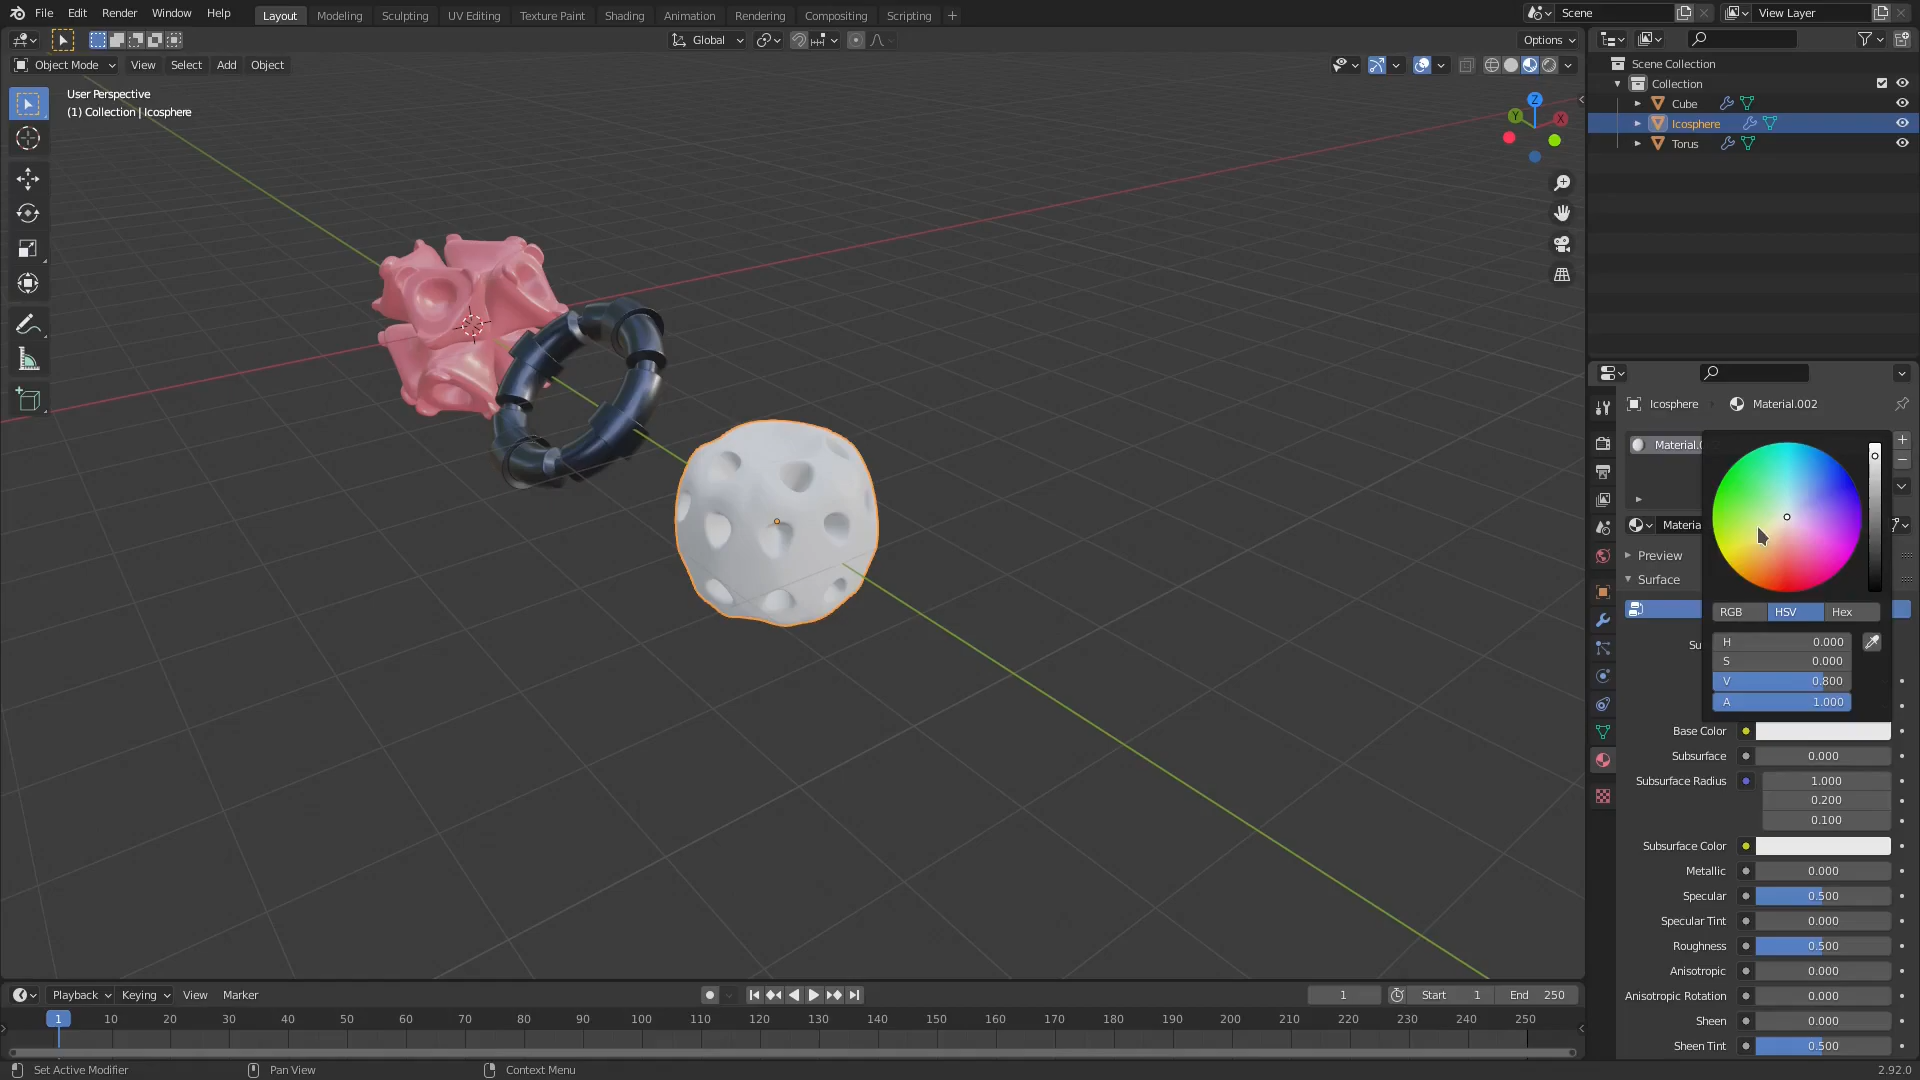 File Edit Render Window Help Layout Modeling Sculpting UV Editing Texture Paint Shading Animation Rendering Compositing Scripting + Scene View Layer
Global Options
Object Mode View Select Add Object
User Perspective
(1) Collection | Icosphere
Z
Y
X
Scene Collection
Collection
Cube
Icosphere
Torus
Icosphere Material.002
Material.0
Materia
Preview
Surface
RGB HSV Hex
H 0.000
Su
S 0.000
V 0.800
A 1.000
Base Color
Subsurface 0.000
Subsurface Radius 1.000
0.200
0.100
Subsurface Color
Metallic 0.000
Specular 0.500
Specular Tint 0.000
Roughness 0.500
Anisotropic 0.000
Anisotropic Rotation 0.000
Sheen 0.000
Sheen Tint 0.500
Playback Keying View Marker 1 Start 1 End 250
1 10 20 30 40 50 60 70 80 90 100 110 120 130 140 150 160 170 180 190 200 210 220 230 240 250
Set Active Modifier Pan View Context Menu 2.92.0